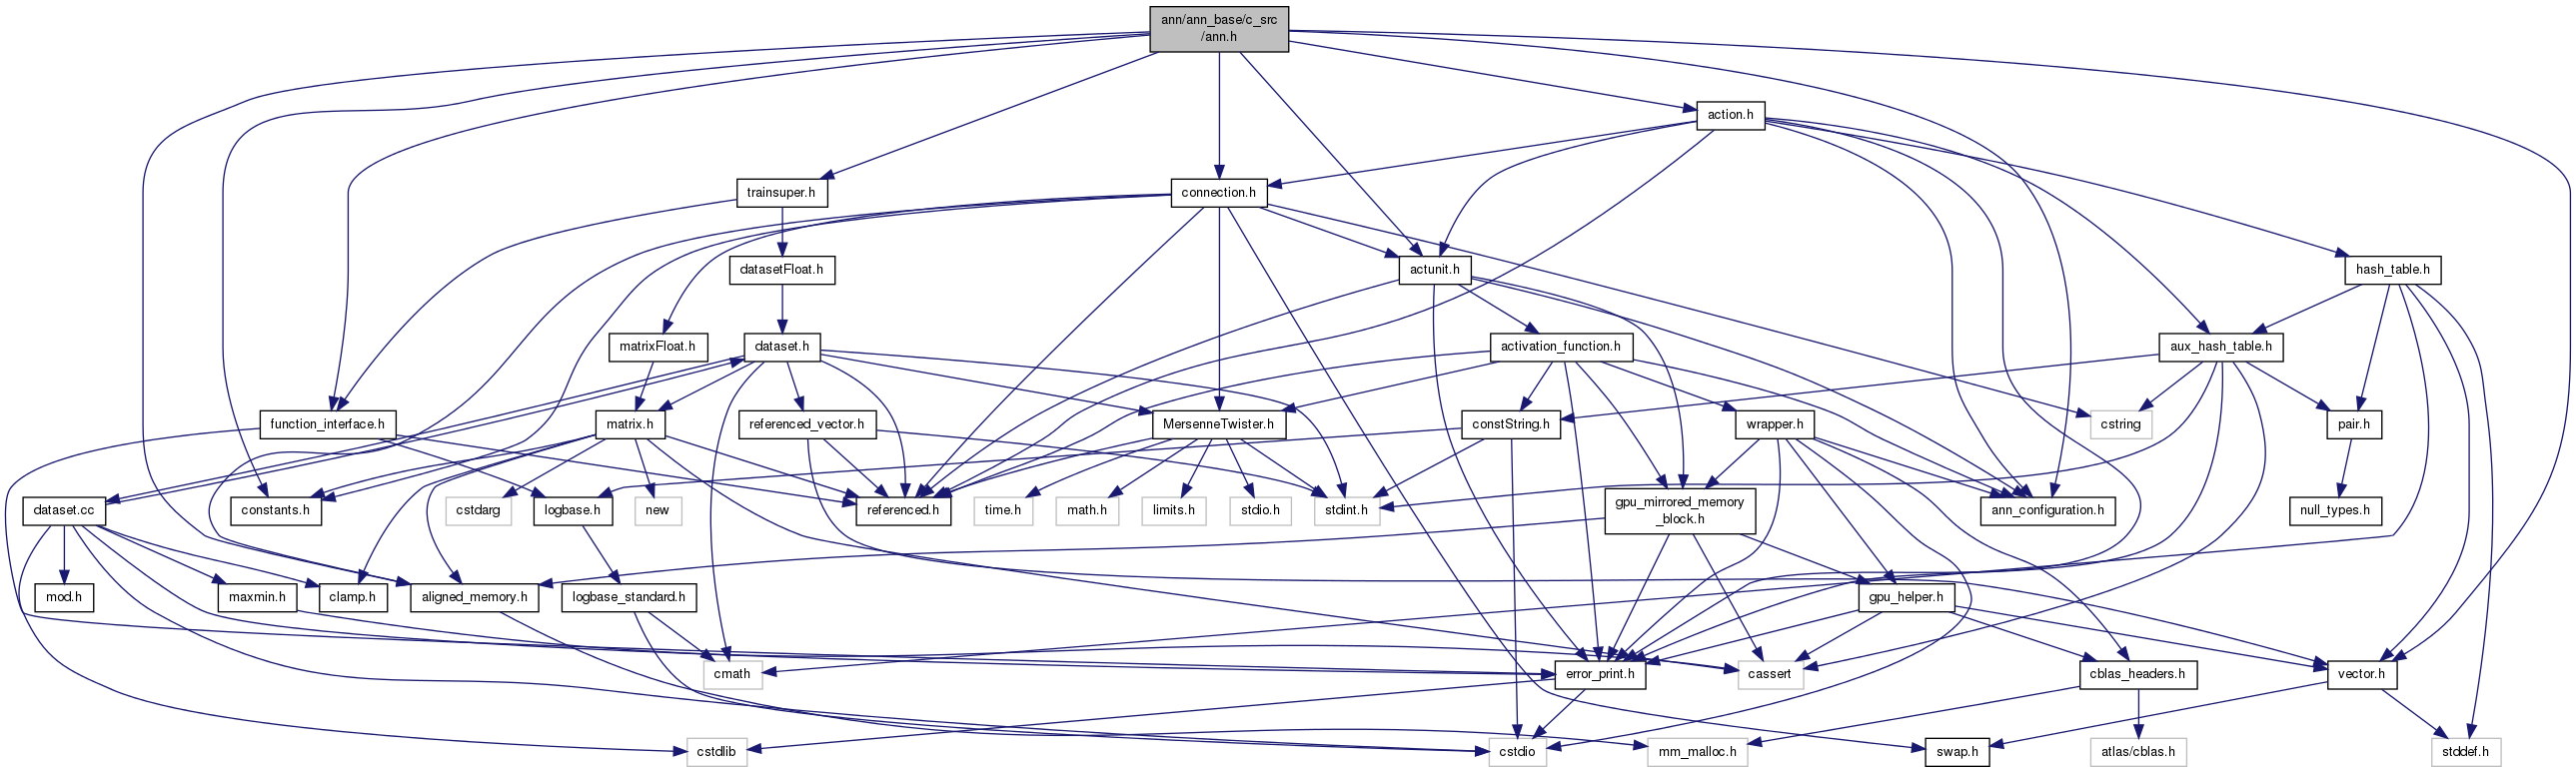 ann/ann_base/c_src
/ann.h
action.h
trainsuper.h
connection.h
datasetFloat.h
actunit.h
hash_table.h
matrixFloat.h
dataset.h
activation_function.h
aux_hash_table.h
function_interface.h
matrix.h
referenced_vector.h
MersenneTwister.h
constString.h
wrapper.h
cstring
pair.h
dataset.cc
constants.h
cstdarg
logbase.h
new
referenced.h
time.h
math.h
limits.h
stdio.h
stdint.h
gpu_mirrored_memory
_block.h
ann_configuration.h
null_types.h
mod.h
maxmin.h
clamp.h
aligned_memory.h
logbase_standard.h
gpu_helper.h
cmath
error_print.h
cassert
cblas_headers.h
vector.h
cstdlib
cstdio
mm_malloc.h
swap.h
atlas/cblas.h
stddef.h